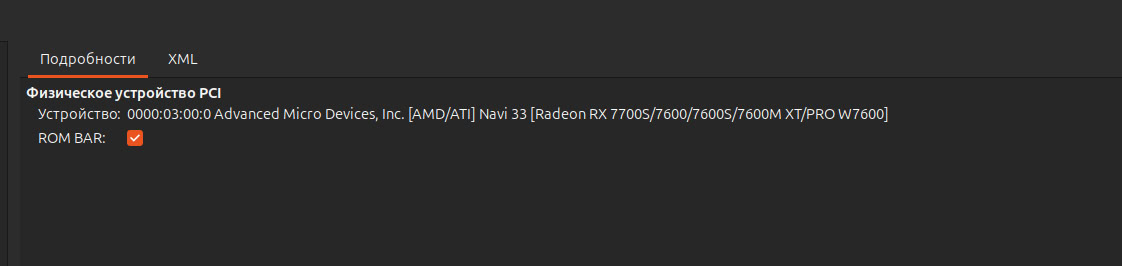 Подробности XML
Физическое устройство PCI
Устройство: 0000:03:00:0 Advanced Micro Devices, Inc. [AMD/ATI] Navi 33 [Radeon RX 7700S/7600/7600S/7600M XT/PRO W7600]
ROM BAR: